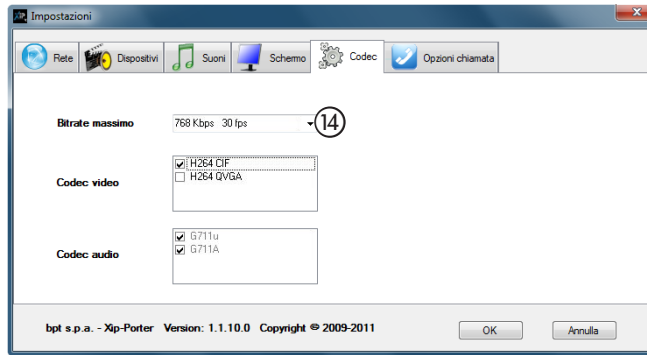 Impostazioni
Rete Dispositivi Suoni Schermo Codec Opzioni chiamata
Bitrate massimo 768 Kbps 30 fps 14
Codec video
H264 CIF
H264 QVGA
Codec audio
G711u
G711A
bpt s.p.a. - Xip-Porter Version: 1.1.10.0 Copyright © 2009-2011 OK Annulla